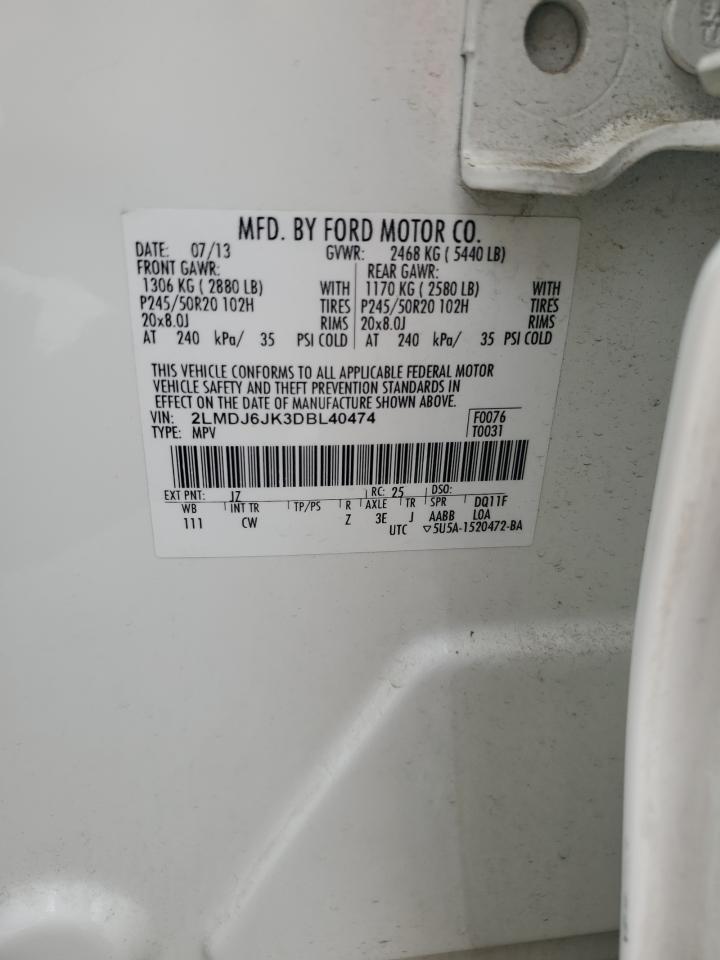 MFD. BY FORD MOTOR CO.
DATE: 07/13 GVWR: 2468 KG ( 5440 LB)
FRONT GAWR: REAR GAWR:
1306 KG ( 2880 LB) WITH 1170 KG ( 2580 LB) WITH
P245/50R20 102H TIRES P245/50R20 102H TIRES
20x8.0J RIMS 20x8.0J RIMS
AT 240 kPa/ 35 PSI COLD AT 240 kPa/ 35 PSI COLD
THIS VEHICLE CONFORMS TO ALL APPLICABLE FEDERAL MOTOR
VEHICLE SAFETY AND THEFT PREVENTION STANDARDS IN
EFFECT ON THE DATE OF MANUFACTURE SHOWN ABOVE.
VIN: 2LMDJ6JK3DBL40474 F0076
TYPE: MPV T0031
EXT PNT: JZ RC: 25 DSO:
WB INT TR TP/PS R AXLE TR SPR DQ11F
111 CW Z 3E J AABB L0A
UTC ▽5U5A-1520472-BA